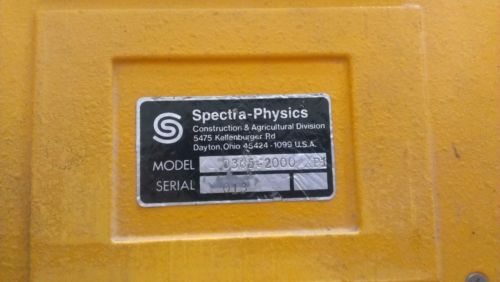 Spectra-Physics
Construction & Agricultural Division
5475 Kellenburger Rd
Dayton, Ohio 45424-1099 U.S.A.
MODEL
SERIAL